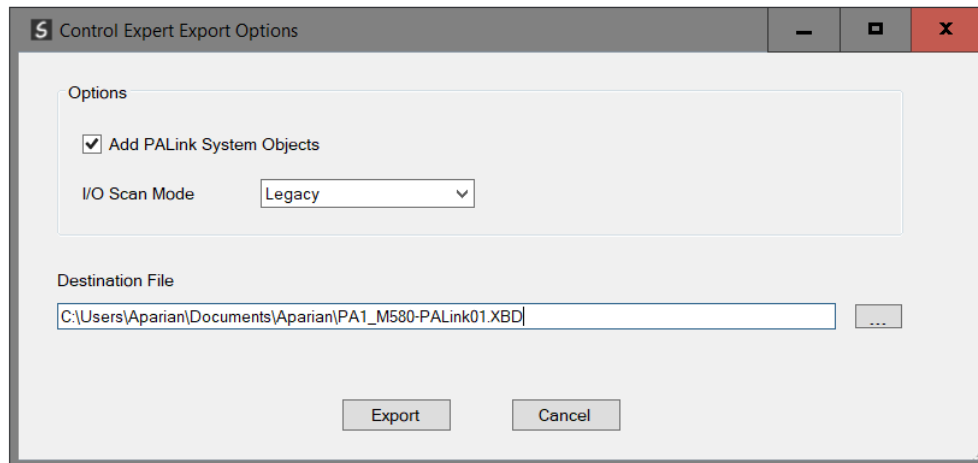 S Control Expert Export Options
Options
Add PALink System Objects
I/O Scan Mode Legacy
Destination File
C:\Users\Aparian\Documents\Aparian\PA1_M580-PALink01.XBD
...
Export Cancel